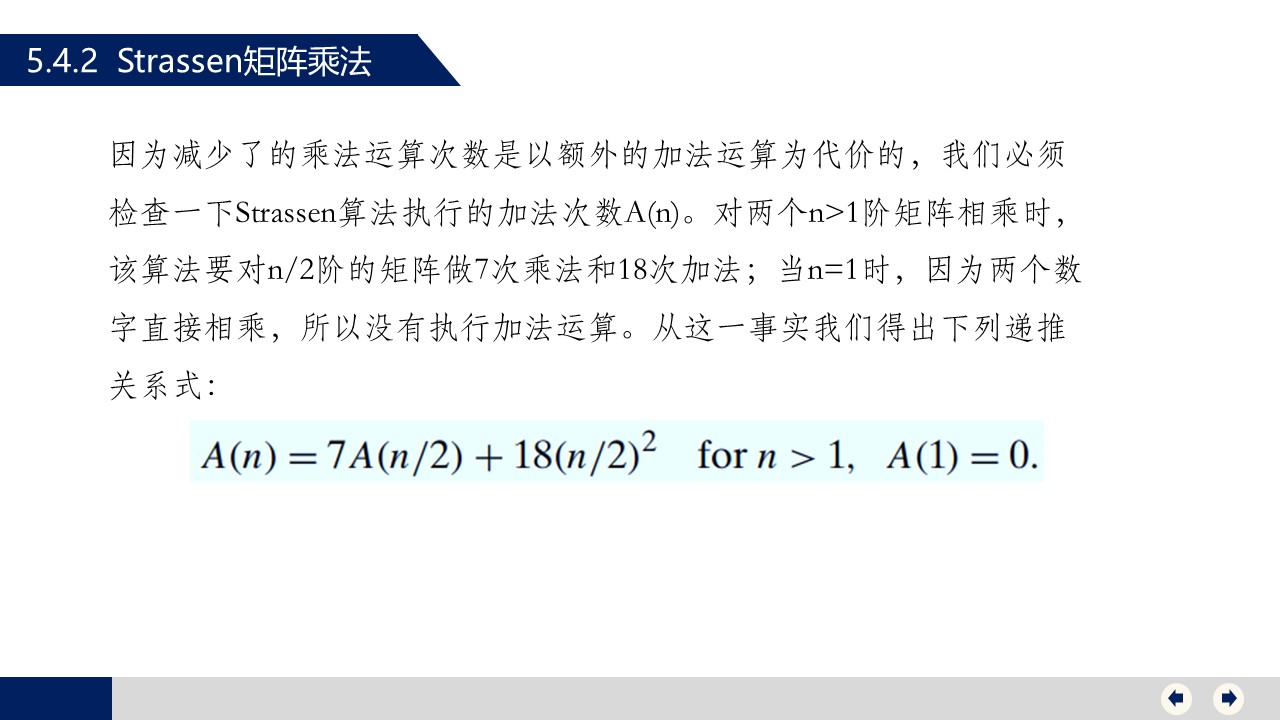 5.4.2 Strassen矩阵乘法
因为减少了的乘法运算次数是以额外的加法运算为代价的，我们必须
检查一下Strassen算法执行的加法次数A(n)。对两个n>1阶矩阵相乘时，
该算法要对n/2阶的矩阵做7次乘法和18次加法；当n=1时，因为两个数
字直接相乘，所以没有执行加法运算。从这一事实我们得出下列递推
关系式：
A(n) = 7A(n/2) + 18(n/2)² for n > 1, A(1) = 0.